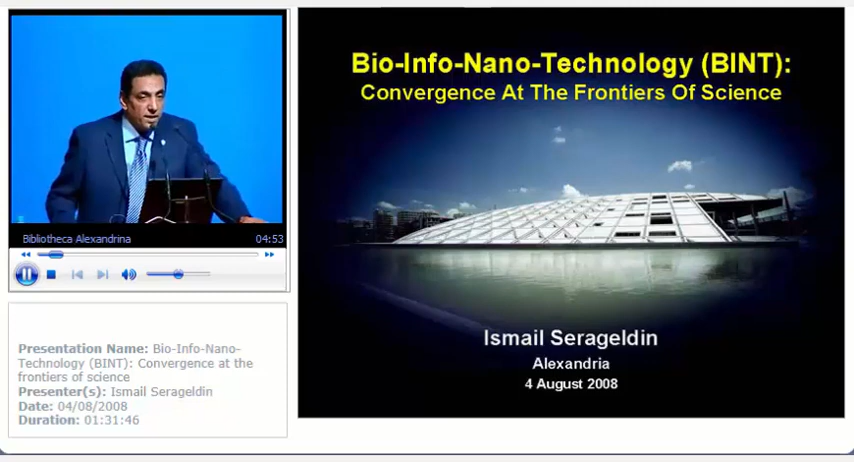 Bibliotheca Alexandrina 04:53
Presentation Name: Bio-Info-Nano-
Technology (BINT): Convergence at the
frontiers of science
Presenter(s): Ismail Serageldin
Date: 04/08/2008
Duration: 01:31:46
Bio-Info-Nano-Technology (BINT):
Convergence At The Frontiers Of Science
Ismail Serageldin
Alexandria
4 August 2008